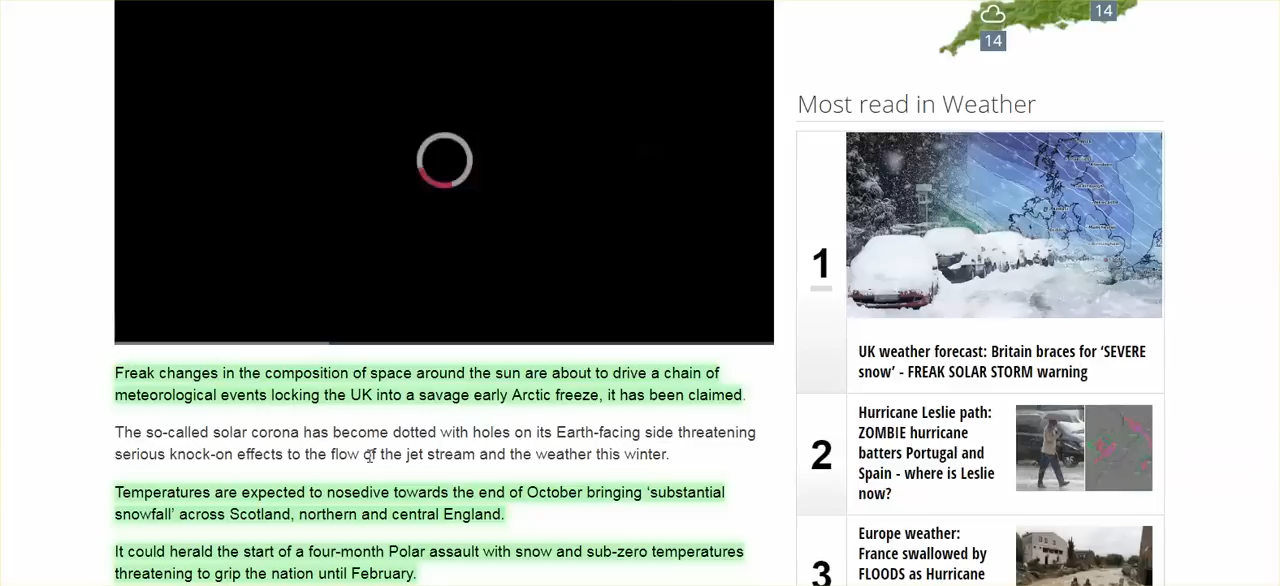 14
14
Most read in Weather
1
UK weather forecast: Britain braces for ‘SEVERE
snow’ - FREAK SOLAR STORM warning
Freak changes in the composition of space around the sun are about to drive a chain of
meteorological events locking the UK into a savage early Arctic freeze, it has been claimed.
The so-called solar corona has become dotted with holes on its Earth-facing side threatening
serious knock-on effects to the flow of the jet stream and the weather this winter.
Temperatures are expected to nosedive towards the end of October bringing ‘substantial
snowfall’ across Scotland, northern and central England.
It could herald the start of a four-month Polar assault with snow and sub-zero temperatures
threatening to grip the nation until February.
2
Hurricane Leslie path:
ZOMBIE hurricane
batters Portugal and
Spain - where is Leslie
now?
3
Europe weather:
France swallowed by
FLOODS as Hurricane